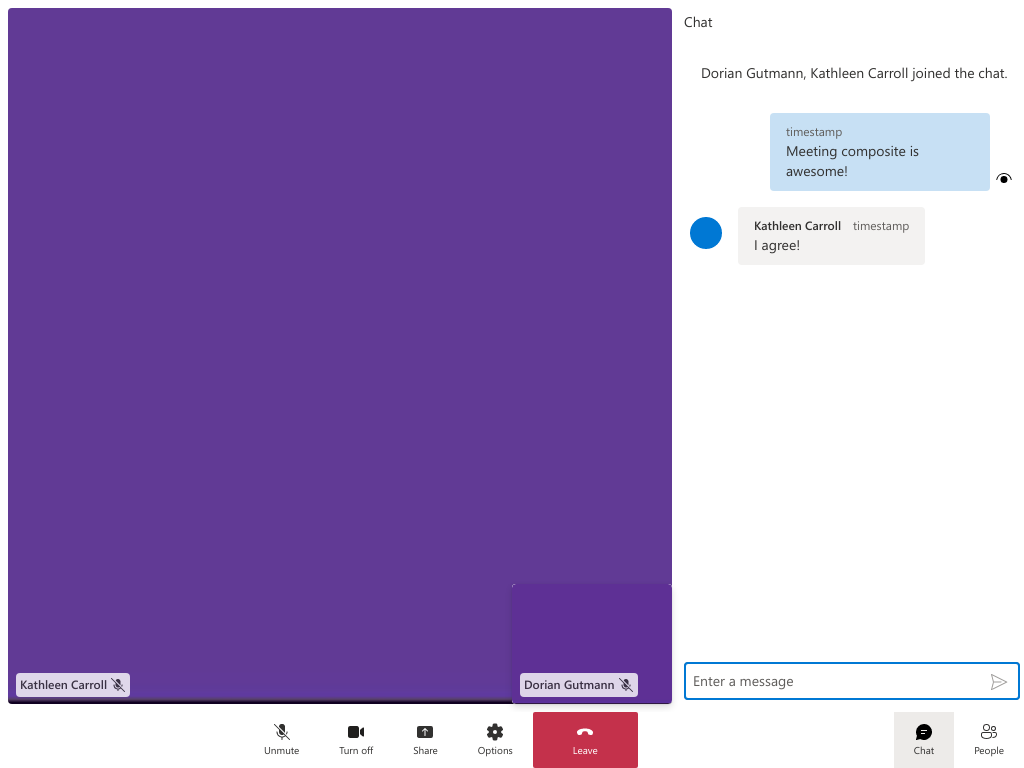 Chat
Dorian Gutmann, Kathleen Carroll joined the chat.
timestamp
Meeting composite is
awesome!
Kathleen Carroll timestamp
I agree!
Kathleen Carroll
Dorian Gutmann
Enter a message
Unmute
Turn off
Share
Options
Leave
Chat
People